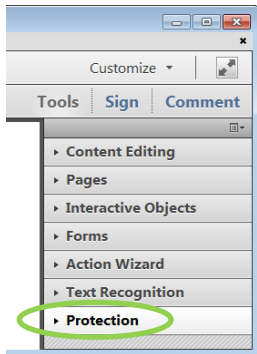 Customize
Tools Sign Comment
Content Editing
Pages
Interactive Objects
Forms
Action Wizard
Text Recognition
Protection